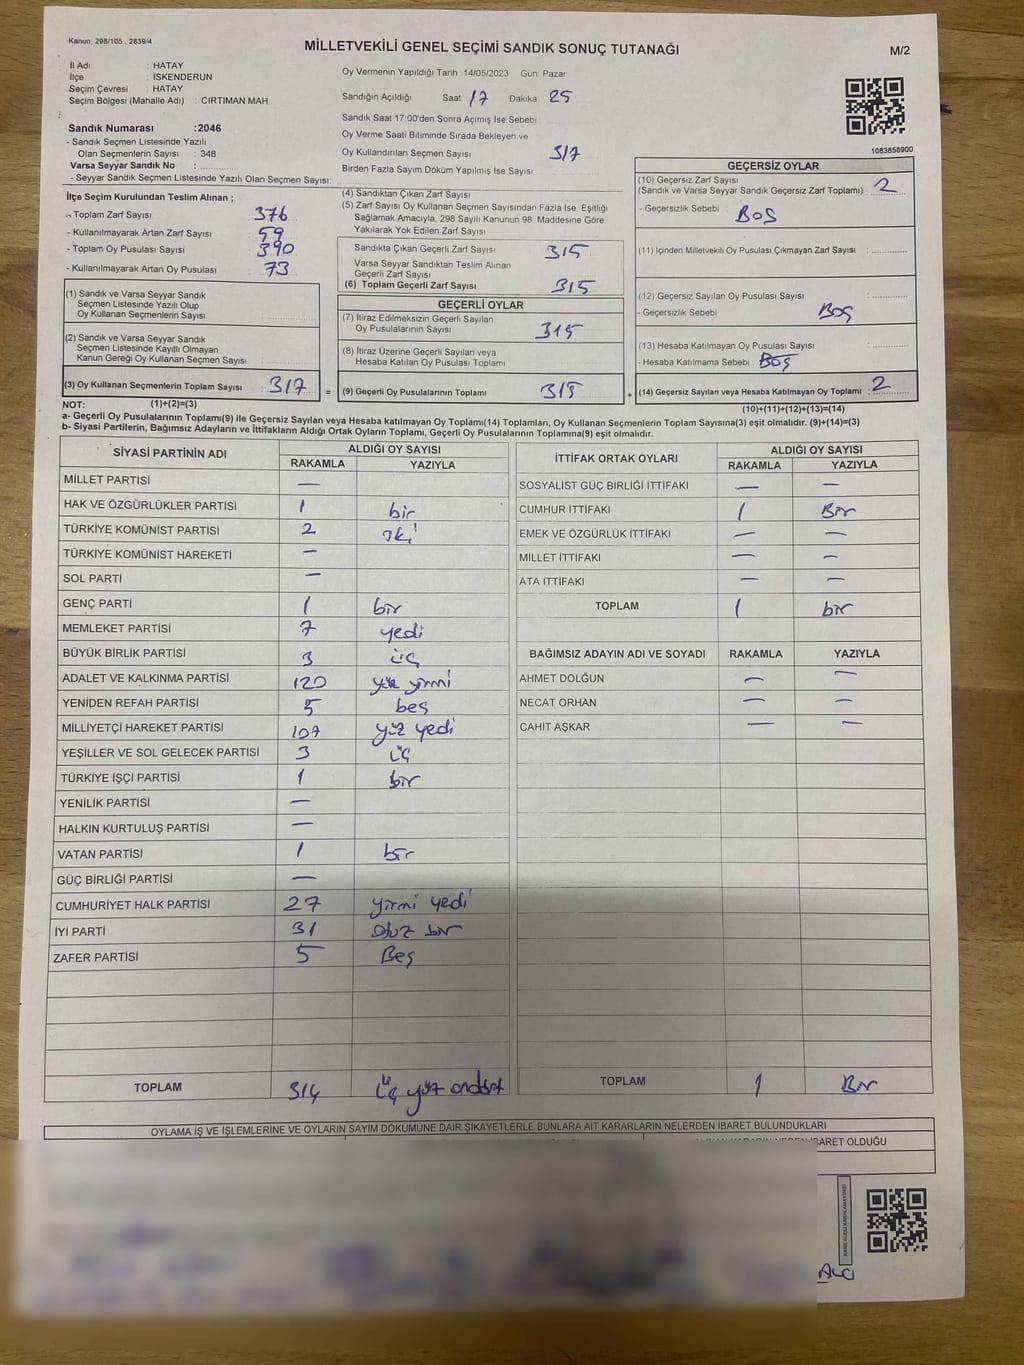 Kanun: 298/105 , 2839/4
MİLLETVEKİLİ GENEL SEÇİMİ SANDIK SONUÇ TUTANAĞI
M/2
İl Adı : HATAY
İlçe : İSKENDERUN
Seçim Çevresi : HATAY
Seçim Bölgesi (Mahalle Adı) : CIRTIMAN MAH.
Sandık Numarası :2046
- Sandık Seçmen Listesinde Yazılı
Olan Seçmenlerin Sayısı : 348
Varsa Seyyar Sandık No :
- Seyyar Sandık Seçmen Listesinde Yazılı Olan Seçmen Sayısı:
Oy Vermenin Yapıldığı Tarih : 14/05/2023 Gün: Pazar
Sandığın Açıldığı Saat 17 Dakika 25
Sandık Saat 17:00'den Sonra Açımış İse Sebebi
Oy Verme Saati Bitiminde Sırada Bekleyen ve
Oy Kullandırılan Seçmen Sayısı 317
Birden Fazla Sayım Döküm Yapılmış İse Sayısı
1083858900
İlçe Seçim Kurulundan Teslim Alınan ;
- Toplam Zarf Sayısı 376
- Kullanılmayarak Artan Zarf Sayısı 59
- Toplam Oy Pusulası Sayısı 390
- Kullanılmayarak Artan Oy Pusulası 73
(1) Sandık ve Varsa Seyyar Sandık
Seçmen Listesinde Yazılı Olup
Oy Kullanan Seçmenlerin Sayısı :
(2) Sandık ve Varsa Seyyar Sandık
Seçmen Listesinde Kayıtlı Olmayan
Kanun Gereği Oy Kullanan Seçmen Sayısı :
(3) Oy Kullanan Seçmenlerin Toplam Sayısı : 317
(1)+(2)=(3)
(4) Sandıktan Çıkan Zarf Sayısı
(5) Zarf Sayısı Oy Kullanan Seçmen Sayısından Fazla İse, Eşitliği
Sağlamak Amacıyla, 298 Sayılı Kanunun 98. Maddesine Göre
Yakılarak Yok Edilen Zarf Sayısı
Sandıkta Çıkan Geçerli Zarf Sayısı 315
Varsa Seyyar Sandıktan Teslim Alınan
Geçerli Zarf Sayısı
(6) Toplam Geçerli Zarf Sayısı 315
GEÇERLİ OYLAR
(7) İtiraz Edilmeksizin Geçerli Sayılan
Oy Pusulalarının Sayısı 315
(8) İtiraz Üzerine Geçerli Sayılan veya
Hesaba Katılan Oy Pusulası Toplamı
= (9) Geçerli Oy Pusulalarının Toplamı 315
GEÇERSİZ OYLAR
(10) Geçersiz Zarf Sayısı
(Sandık ve Varsa Seyyar Sandık Geçersiz Zarf Toplamı) : 2
- Geçersizlik Sebebi : Boş
(11) İçinden Milletvekili Oy Pusulası Çıkmayan Zarf Sayısı :
(12) Geçersiz Sayılan Oy Pusulası Sayısı :
- Geçersizlik Sebebi Boş
(13) Hesaba Katılmayan Oy Pusulası Sayısı :
- Hesaba Katılmama Sebebi : Boş
+ (14) Geçersiz Sayılan veya Hesaba Katılmayan Oy Toplamı : 2
(10)+(11)+(12)+(13)=(14)
NOT:
a- Geçerli Oy Pusulalarının Toplamı(9) ile Geçersiz Sayılan veya Hesaba katılmayan Oy Toplamı(14) Toplamları, Oy Kullanan Seçmenlerin Toplam Sayısına(3) eşit olmalıdır. (9)+(14)=(3)
b- Siyasi Partilerin, Bağımsız Adayların ve İttifakların Aldığı Ortak Oyların Toplamı, Geçerli Oy Pusulalarının Toplamına(9) eşit olmalıdır.
SİYASİ PARTİNİN ADI ALDIĞI OY SAYISI
RAKAMLA YAZIYLA
MİLLET PARTİSİ —
HAK VE ÖZGÜRLÜKLER PARTİSİ 1 bir
TÜRKİYE KOMÜNİST PARTİSİ 2 iki
TÜRKİYE KOMÜNİST HAREKETİ —
SOL PARTİ —
GENÇ PARTİ 1 bir
MEMLEKET PARTİSİ 7 yedi
BÜYÜK BİRLİK PARTİSİ 3 üç
ADALET VE KALKINMA PARTİSİ 120 yüz yirmi
YENİDEN REFAH PARTİSİ 5 beş
MİLLİYETÇİ HAREKET PARTİSİ 107 yüz yedi
YEŞİLLER VE SOL GELECEK PARTİSİ 3 üç
TÜRKİYE İŞÇİ PARTİSİ 1 bir
YENİLİK PARTİSİ —
HALKIN KURTULUŞ PARTİSİ —
VATAN PARTİSİ 1 bir
GÜÇ BİRLİĞİ PARTİSİ —
CUMHURİYET HALK PARTİSİ 27 yirmi yedi
İYİ PARTİ 31 otuz bir
ZAFER PARTİSİ 5 Beş
TOPLAM 314 üç yüz ondört
İTTİFAK ORTAK OYLARI ALDIĞI OY SAYISI
RAKAMLA YAZIYLA
SOSYALİST GÜÇ BİRLİĞİ İTTİFAKI — —
CUMHUR İTTİFAKI 1 Bir
EMEK VE ÖZGÜRLÜK İTTİFAKI — —
MİLLET İTTİFAKI — —
ATA İTTİFAKI — —
TOPLAM 1 bir
BAĞIMSIZ ADAYIN ADI VE SOYADI RAKAMLA YAZIYLA
AHMET DOLĞUN — —
NECAT ORHAN — —
CAHİT AŞKAR — —
TOPLAM 1 Bir
OYLAMA İŞ VE İŞLEMLERİNE VE OYLARIN SAYIM DÖKÜMÜNE DAİR ŞİKAYETLERLE BUNLARA AİT KARARLARIN NELERDEN İBARET BULUNDUKLARI
İBARET OLDUĞU